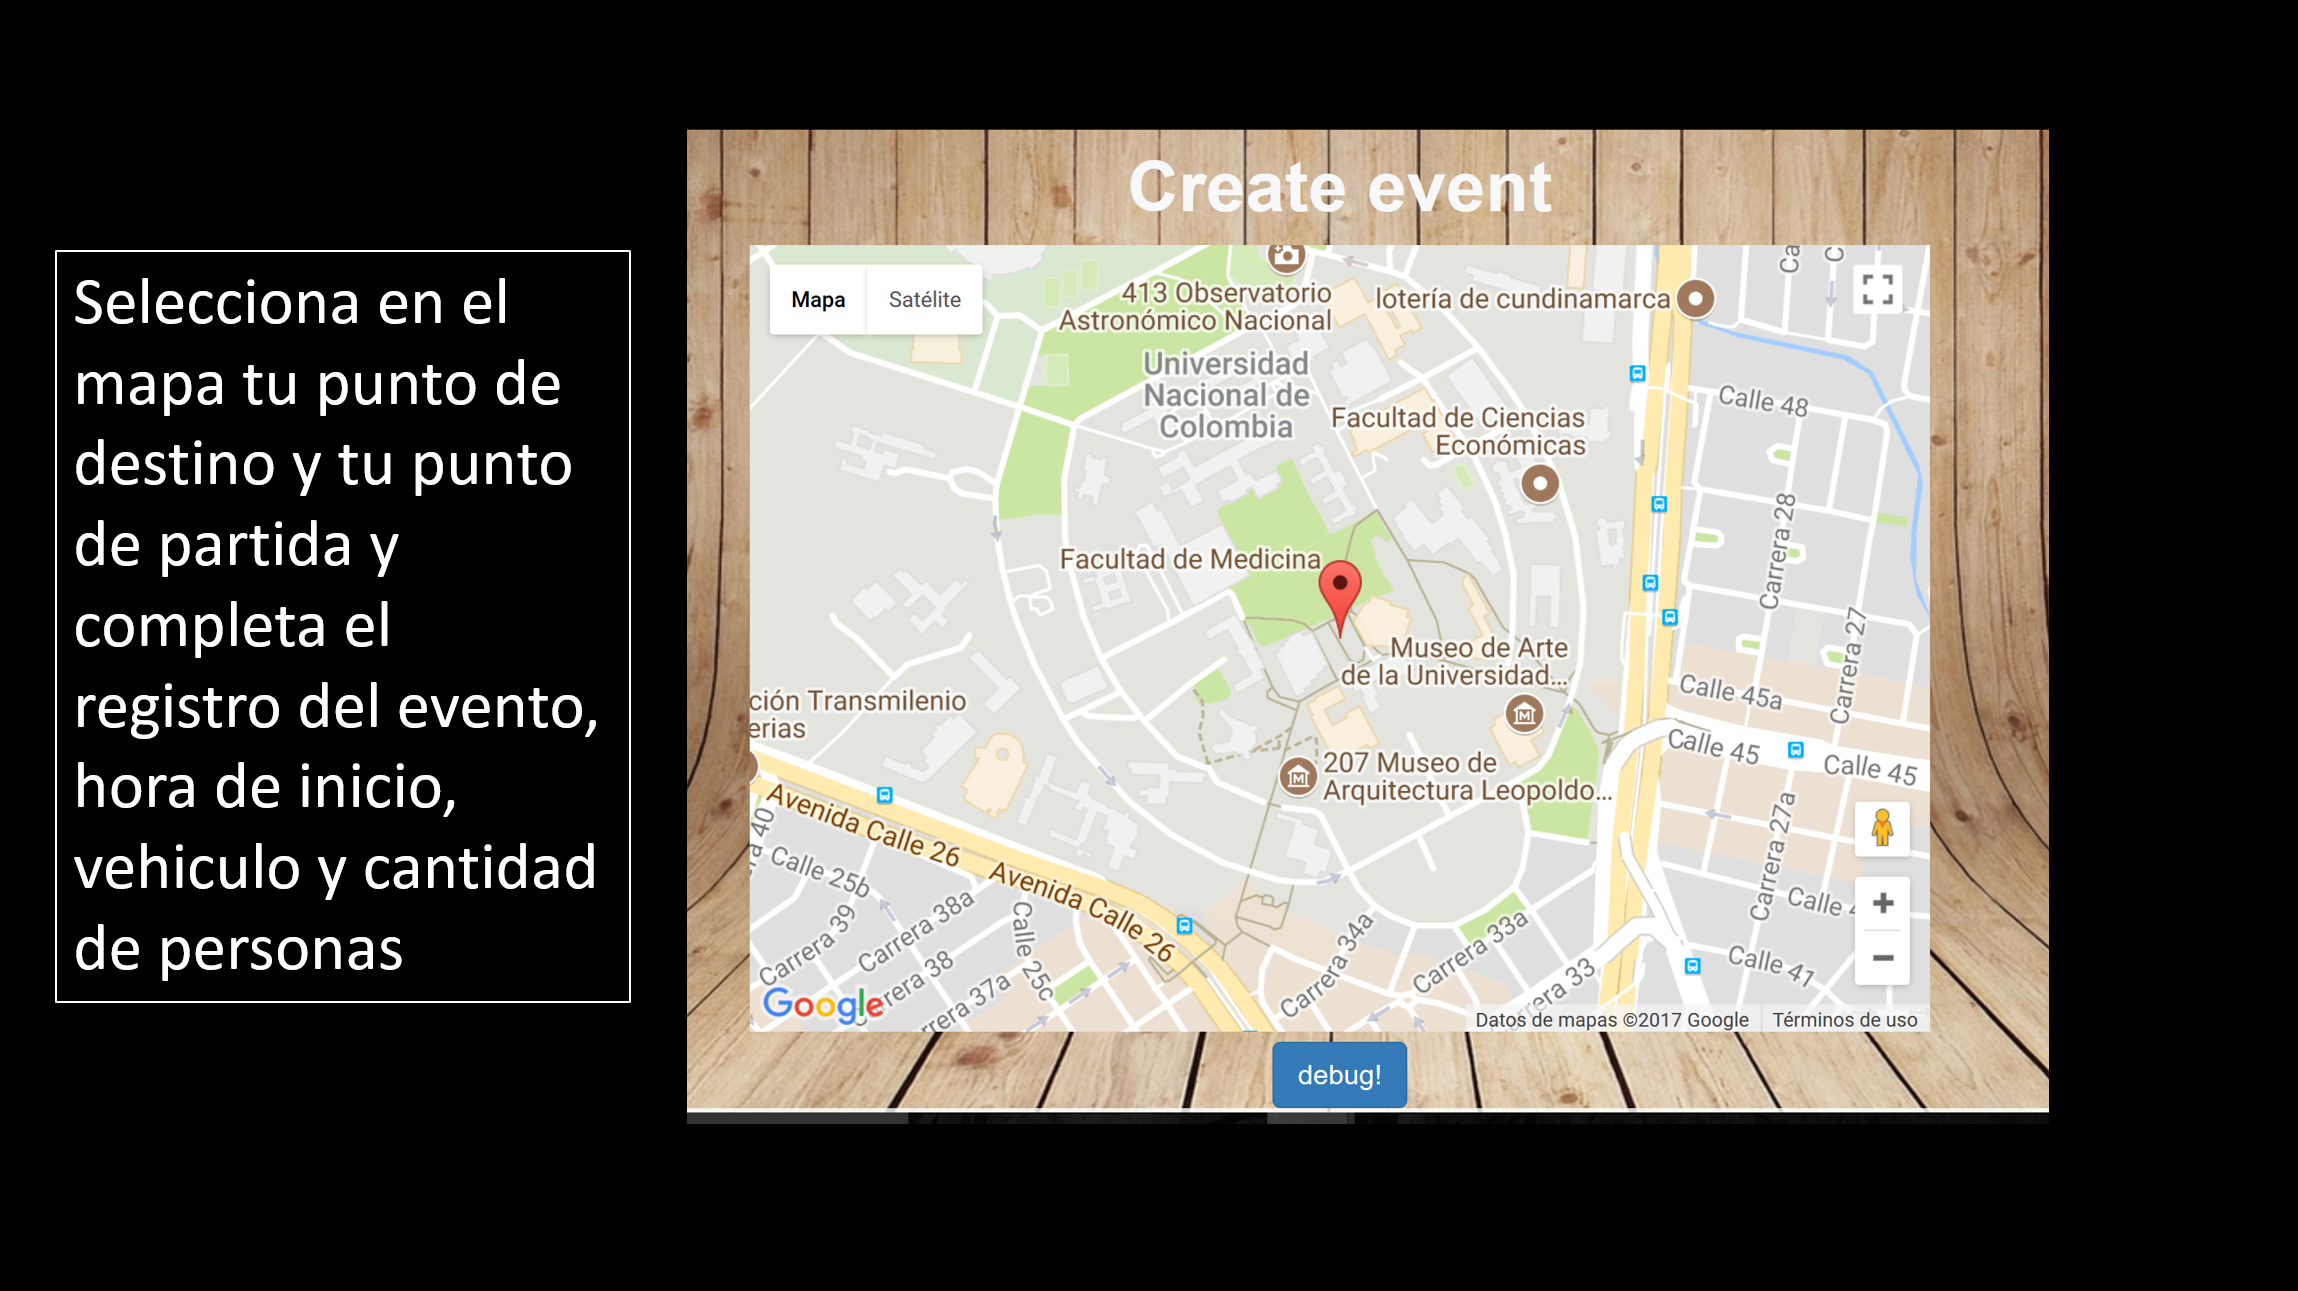 Selecciona en el
mapa tu punto de
destino y tu punto
de partida y
completa el
registro del evento,
hora de inicio,
vehiculo y cantidad
de personas
Create event
Mapa
Satélite
413 Observatorio
Astronómico Nacional
lotería de cundinamarca
Universidad
Nacional de
Colombia
Facultad de Ciencias
Económicas
Calle 48
Carrera 28
Facultad de Medicina
Museo de Arte
de la Universidad...
Carrera 27
Calle 45a
ción Transmilenio
erias
Calle 45
Calle 45
207 Museo de
Arquitectura Leopoldo...
Avenida Calle 26
Avenida Calle 26
Carrera 27a
Calle 25b
Carrera 39
Carrera 38a
Calle 25c
Carrera 34a
Carrera 33a
Calle 4
Calle 41
rrera 38
rrera 37a
rrera 33
Google
Datos de mapas ©2017 Google
Términos de uso
debug!